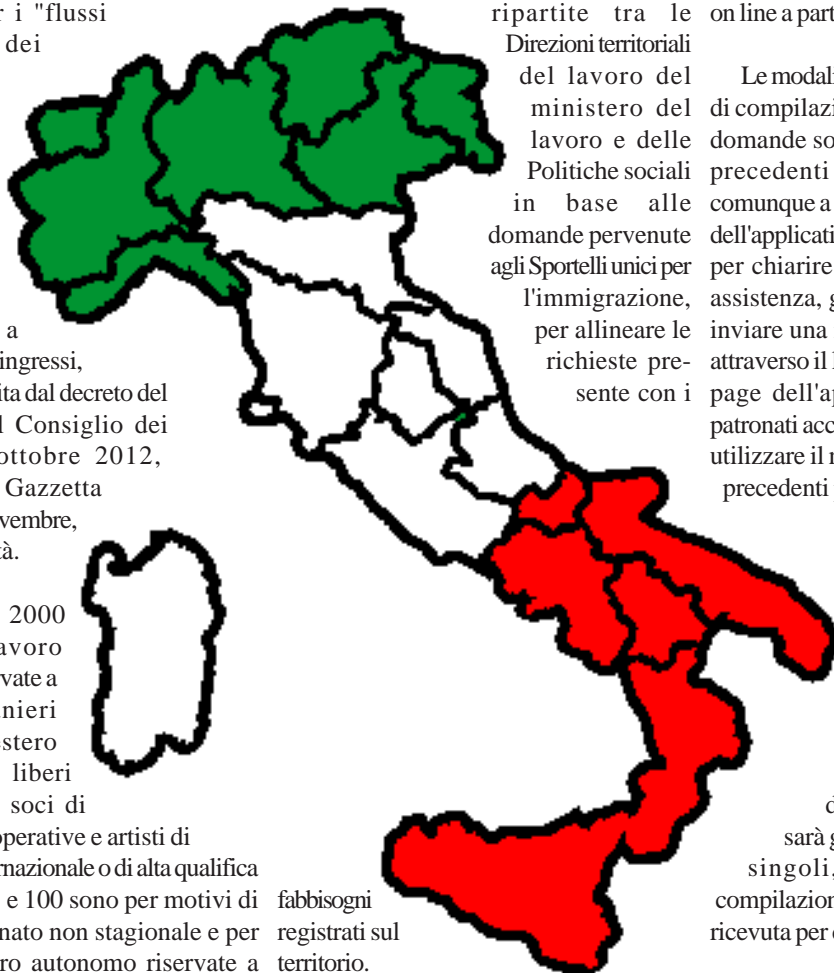 r i "flussi
dei
a
ingressi,
ita dal decreto del
l Consiglio dei
ottobre 2012,
Gazzetta
vembre,
tà.
2000
avoro
vate a
nieri
stero
liberi
soci di
operative e artisti di
rnazionale o di alta qualifica
e 100 sono per motivi di
nato non stagionale e per
ro autonomo riservate a
ripartite tra le
Direzioni territoriali
del lavoro del
ministero del
lavoro e delle
Politiche sociali
in base alle
domande pervenute
agli Sportelli unici per
l'immigrazione,
per allineare le
richieste pre-
sente con i
fabbisogni
registrati sul
territorio.
on line a part
Le modali
di compilazi
domande so
precedenti
comunque a
dell'applicati
per chiarire
assistenza, g
inviare una
attraverso il
page dell'ap
patronati acc
utilizzare il
precedenti
d
sarà g
singoli,
compilazion
ricevuta per